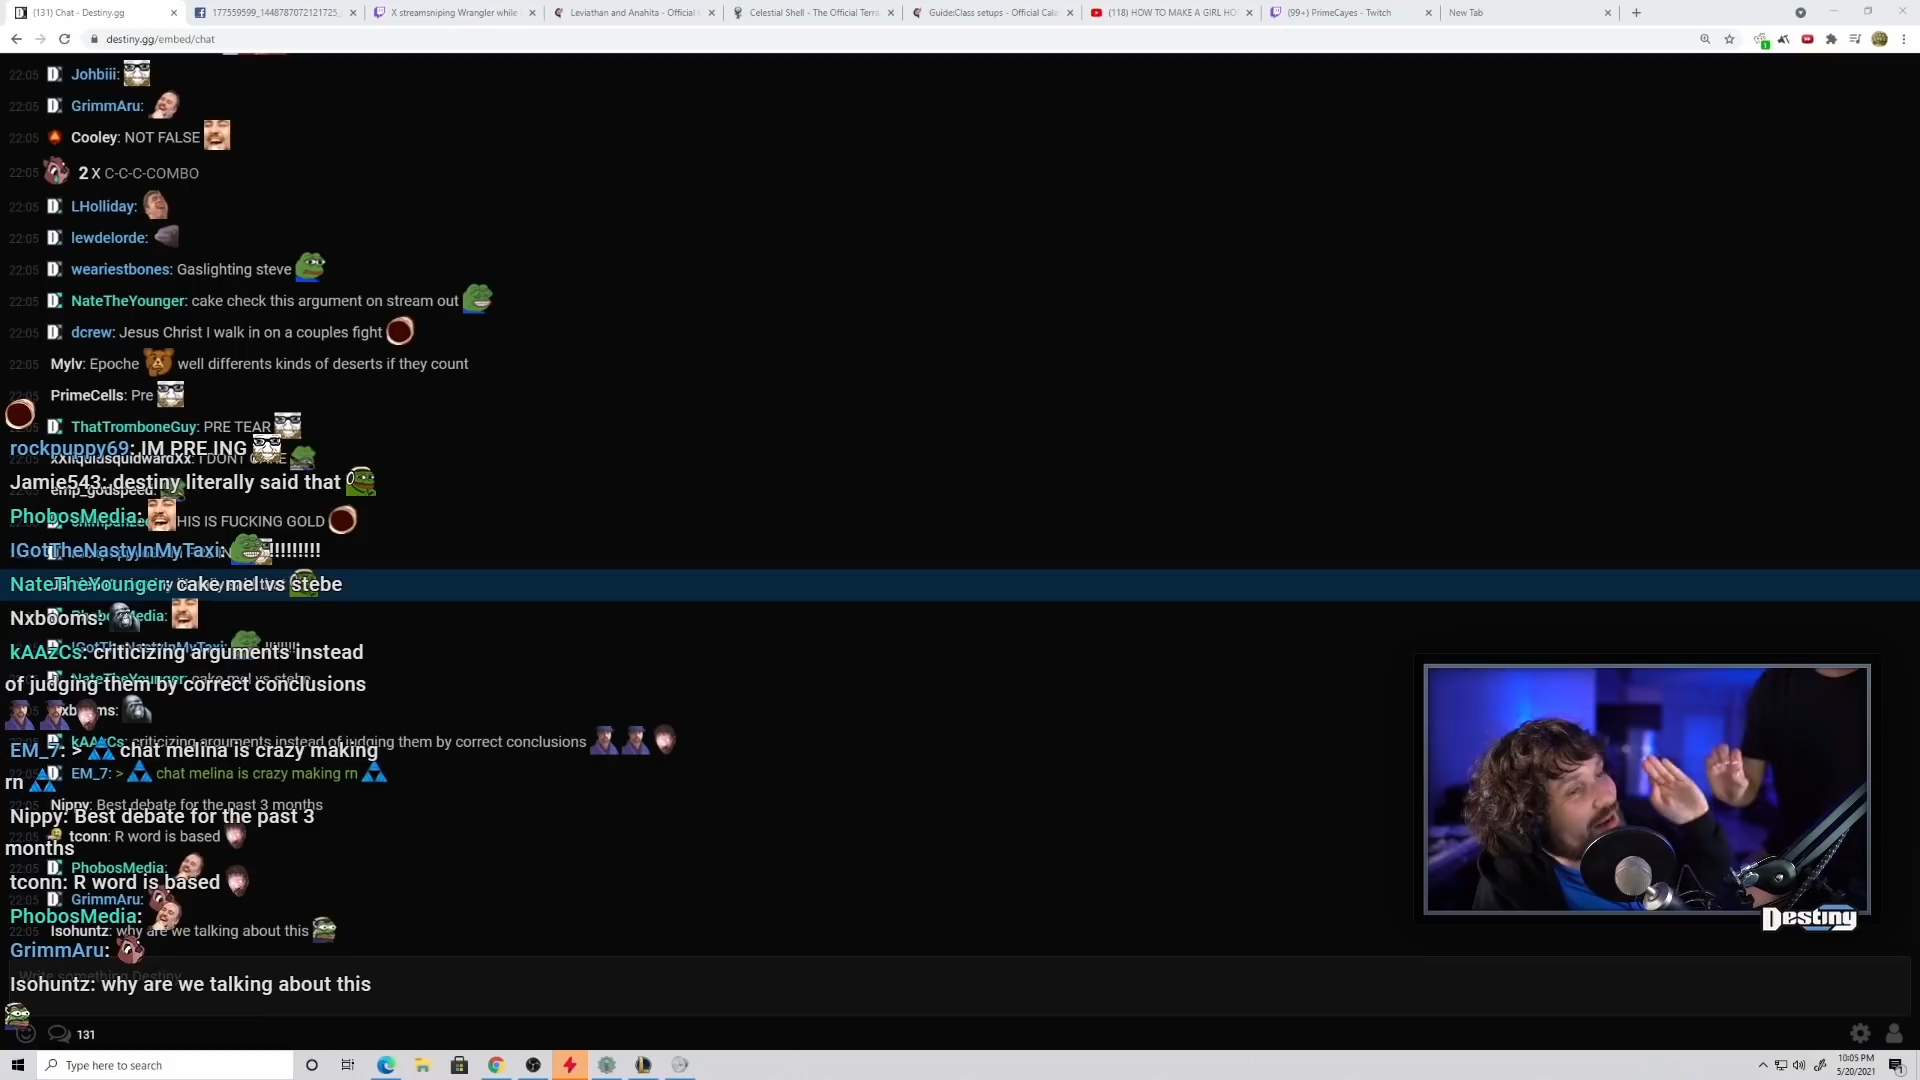 (131) Chat - Destiny.gg
177559599_1448787072121725_
X streamsniping Wrangler while
Leviathan and Anahita - Official
Celestial Shell - The Official Terra
Guide:Class setups - Official Cala
(118) HOW TO MAKE A GIRL HO
(99+) PrimeCayes - Twitch
New Tab
destiny.gg/embed/chat
22:05 Johbiii:
22:05 GrimmAru:
22:05 Cooley: NOT FALSE
22:05 2 X C-C-C-COMBO
22:05 LHolliday:
22:05 lewdelorde:
22:05 weariestbones: Gaslighting steve
22:05 NateTheYounger: cake check this argument on stream out
22:05 dcrew: Jesus Christ I walk in on a couples fight
22:05 Mylv: Epoche well differents kinds of deserts if they count
22:05 PrimeCells: Pre
ThatTromboneGuy: PRE TEAR
rockpuppy69: IM PRE ING
22:05 xXliquidsquidwardXx: I DONT CARE
Jamie543: destiny literally said that
emp_godspeed:
PhobosMedia:
THIS IS FUCKING GOLD
IGotTheNastyInMyTaxi: !!!!!!!!!
NateTheYounger: cake mel vs stebe
PhobosMedia:
Nxbooms:
IGotTheNastyInMyTaxi: !!!!!!!!!
kAAZCs: criticizing arguments instead
NateTheYounger: cake mel vs stebe
of judging them by correct conclusions
Nxbooms:
kAAZCs: criticizing arguments instead of judging them by correct conclusions
EM_7: > chat melina is crazy making
22:05 EM_7: > chat melina is crazy making rn
rn
Nippy: Best debate for the past 3 months
Nippy: Best debate for the past 3
22:05 tconn: R word is based
months
22:05 PhobosMedia:
tconn: R word is based
22:05 GrimmAru:
PhobosMedia:
22:05 Isohuntz: why are we talking about this
GrimmAru:
Write something Destiny
Isohuntz: why are we talking about this
131
Destiny
Type here to search
10:05 PM
5/20/2021